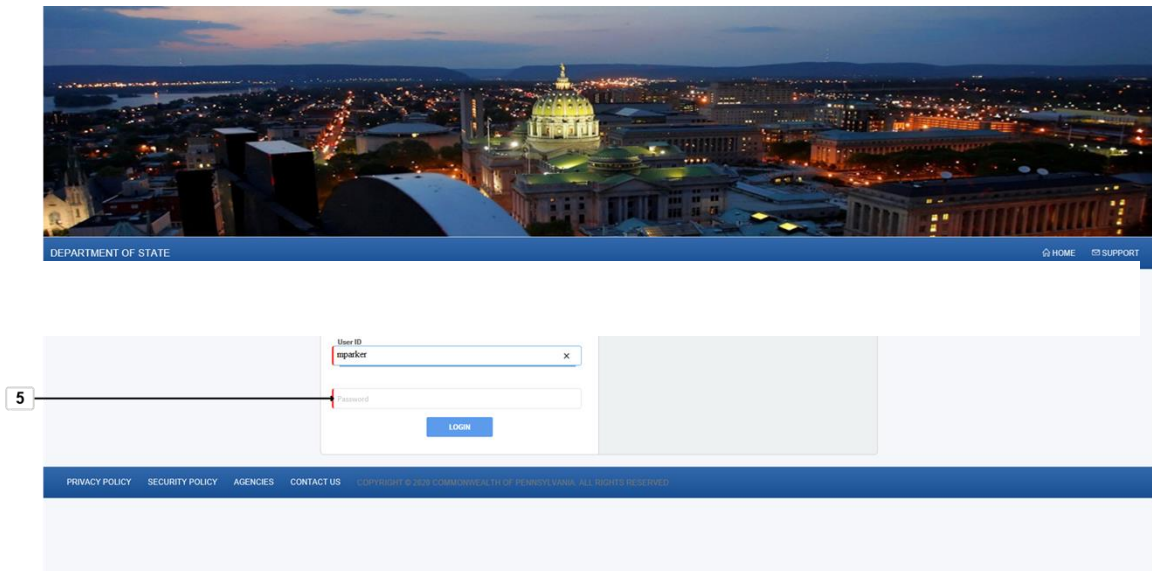 DEPARTMENT OF STATE
HOME SUPPORT
User ID
mparker
5
Password
LOGIN
PRIVACY POLICY SECURITY POLICY AGENCIES CONTACT US COPYRIGHT © 2020 COMMONWEALTH OF PENNSYLVANIA. ALL RIGHTS RESERVED